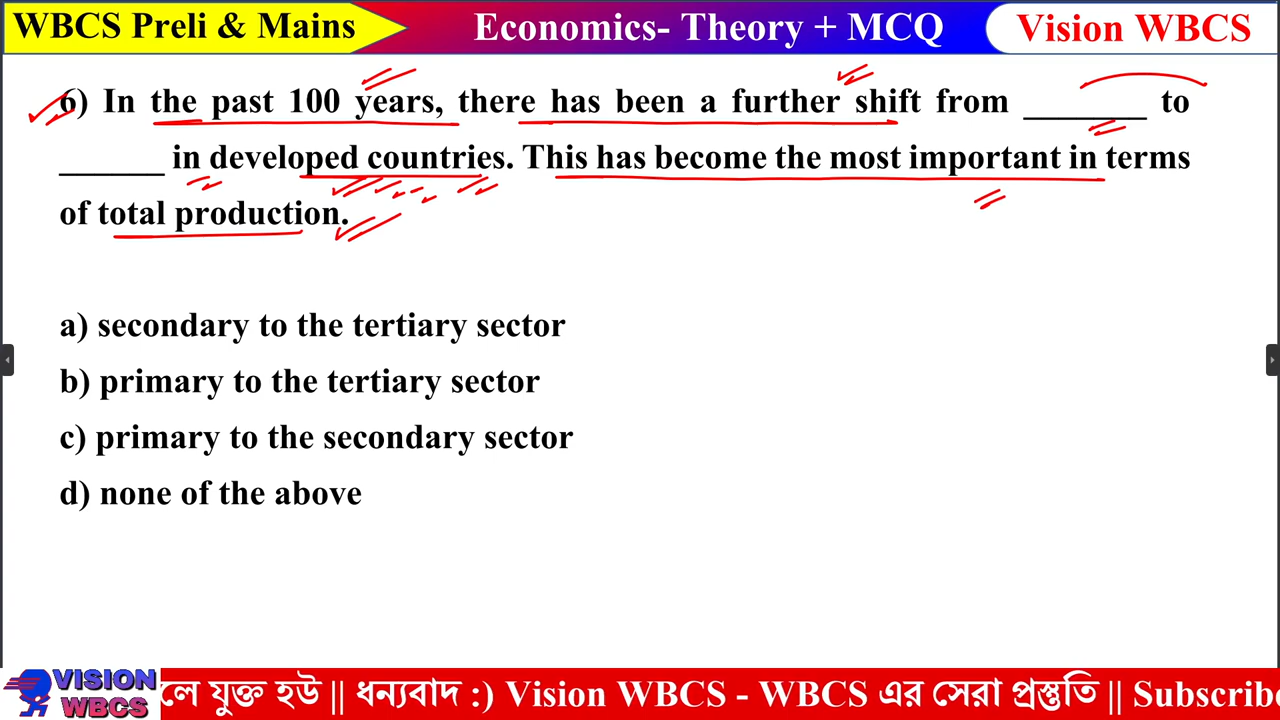 WBCS Preli & Mains
Economics- Theory + MCQ
Vision WBCS
6) In the past 100 years, there has been a further shift from _______ to
______ in developed countries. This has become the most important in terms
of total production.
a) secondary to the tertiary sector
b) primary to the tertiary sector
c) primary to the secondary sector
d) none of the above
VISION
WBCS
লে যুক্ত হউ || ধন্যবাদ :) Vision WBCS - WBCS এর সেরা প্রস্তুতি || Subscribe